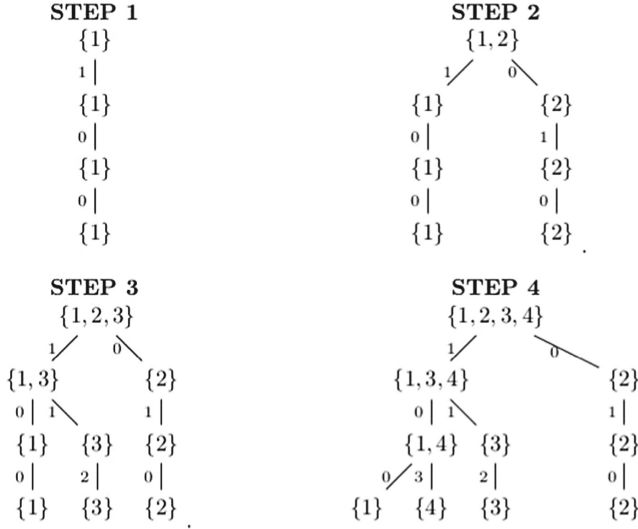 STEP 1
{1}
1
{1}
0
{1}
0
{1}
STEP 2
{1, 2}
1 0
{1} {2}
0 1
{1} {2}
0 0
{1} {2} .
STEP 3
{1, 2, 3}
1 0
{1, 3} {2}
0 1 1
{1} {3} {2}
0 2 0
{1} {3} {2} .
STEP 4
{1, 2, 3, 4}
1 0
{1, 3, 4} {2}
0 1 1
{1, 4} {3} {2}
0 3 2 0
{1} {4} {3} {2}